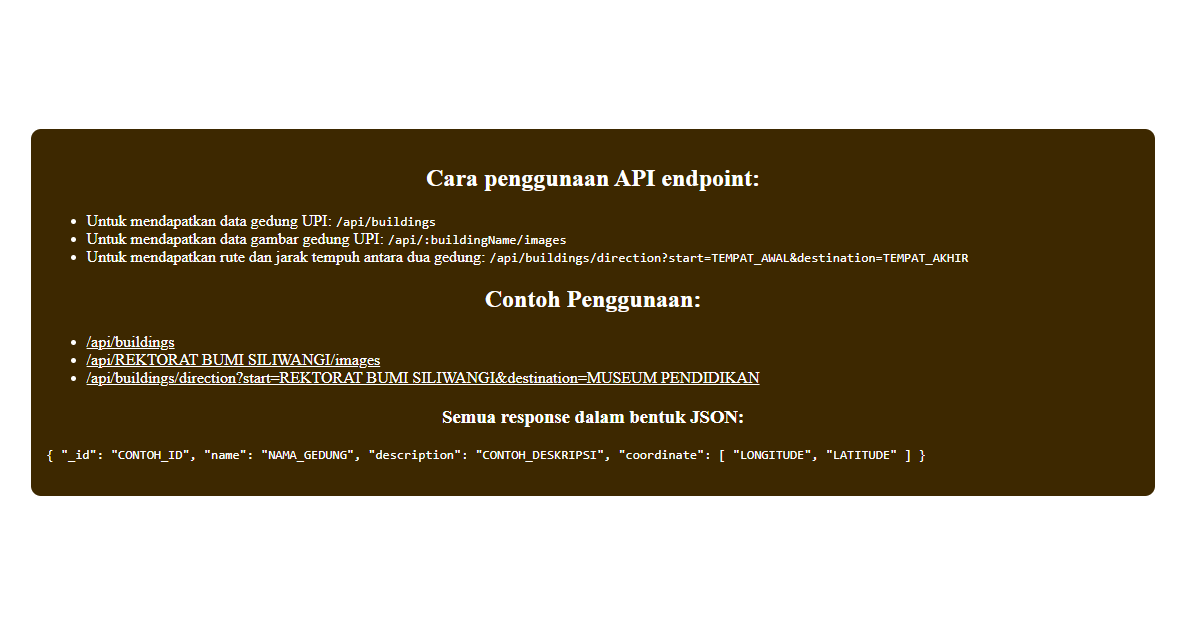 Cara penggunaan API endpoint:
Untuk mendapatkan data gedung UPI: /api/buildings
Untuk mendapatkan data gambar gedung UPI: /api/:buildingName/images
Untuk mendapatkan rute dan jarak tempuh antara dua gedung: /api/buildings/direction?start=TEMPAT_AWAL&destination=TEMPAT_AKHIR
Contoh Penggunaan:
/api/buildings
/api/REKTORAT BUMI SILIWANGI/images
/api/buildings/direction?start=REKTORAT BUMI SILIWANGI&destination=MUSEUM PENDIDIKAN
Semua response dalam bentuk JSON:
{ "_id": "CONTOH_ID", "name": "NAMA_GEDUNG", "description": "CONTOH_DESKRIPSI", "coordinate": [ "LONGITUDE", "LATITUDE" ] }